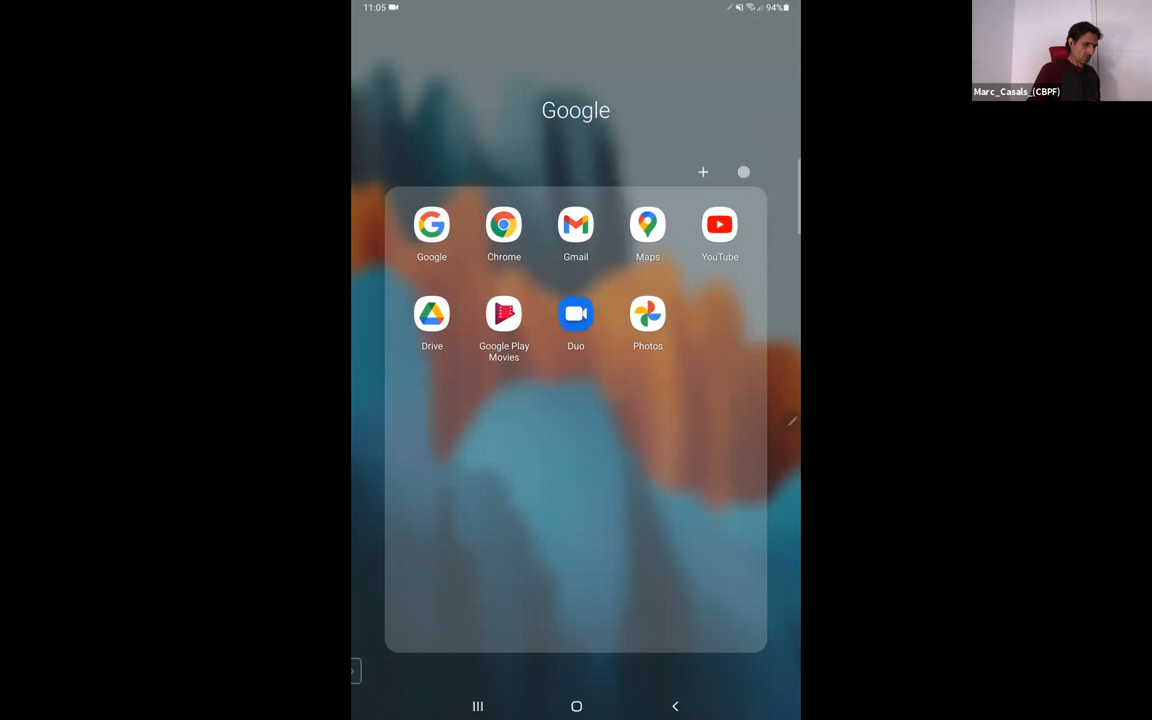 11:05
94%
Marc_Casals_(CBPF)
Google
Google
Chrome
Gmail
Maps
YouTube
Drive
Google Play
Movies
Duo
Photos